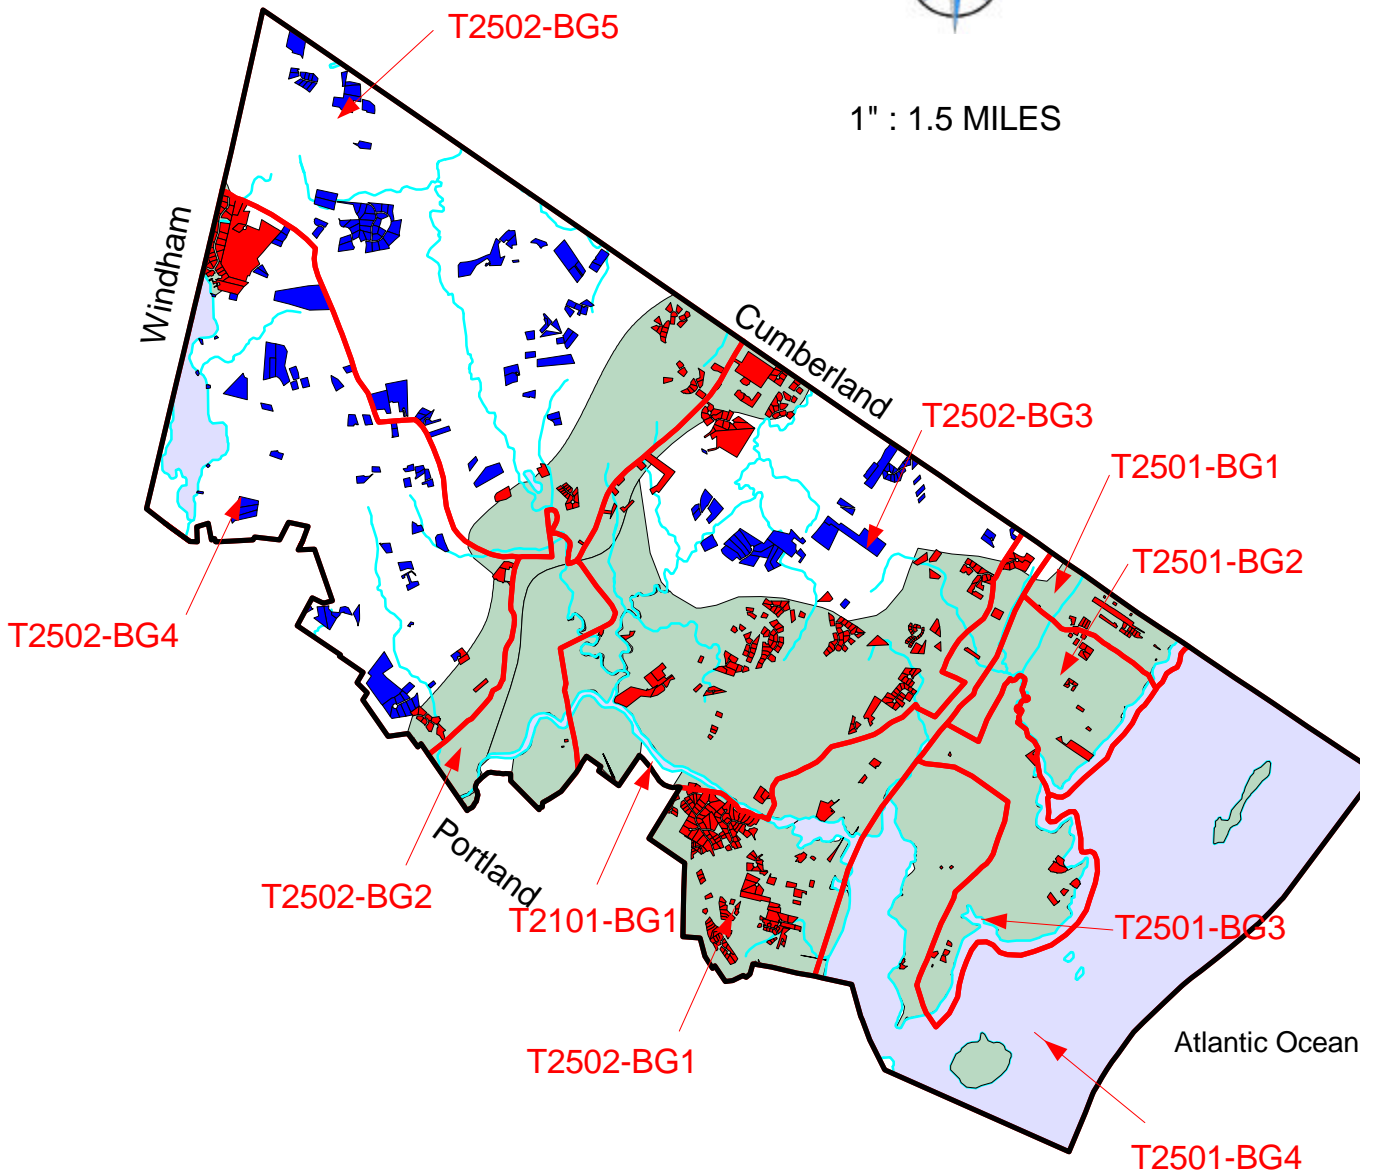 T2502-BG5
1" : 1.5 MILES
Windham
Cumberland
T2502-BG3
T2501-BG1
T2501-BG2
T2502-BG4
Portland
T2502-BG2
T2101-BG1
T2501-BG3
T2502-BG1
Atlantic Ocean
T2501-BG4